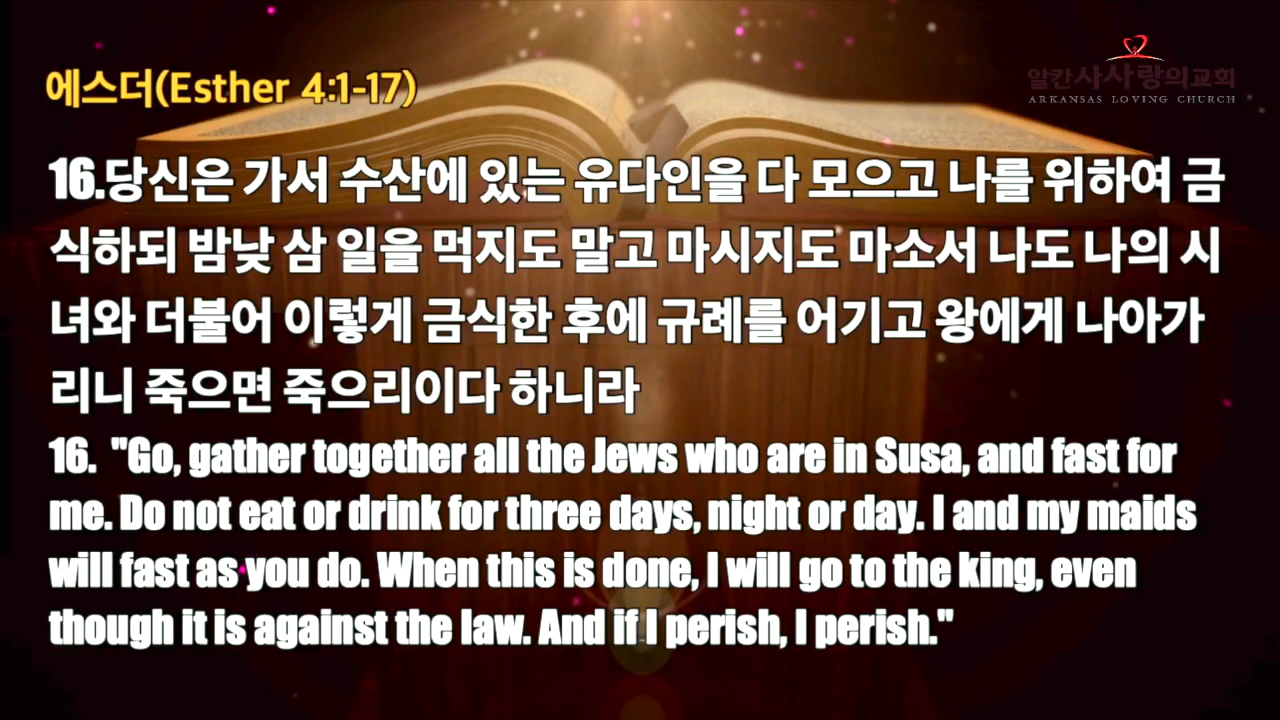 에스더(Esther 4:1-17)
알칸사사랑의교회
ARKANSAS LOVING CHURCH
16.당신은 가서 수산에 있는 유다인을 다 모으고 나를 위하여 금
식하되 밤낮 삼 일을 먹지도 말고 마시지도 마소서 나도 나의 시
녀와 더불어 이렇게 금식한 후에 규례를 어기고 왕에게 나아가
리니 죽으면 죽으리이다 하니라
16. "Go, gather together all the Jews who are in Susa, and fast for
me. Do not eat or drink for three days, night or day. I and my maids
will fast as you do. When this is done, I will go to the king, even
though it is against the law. And if I perish, I perish."